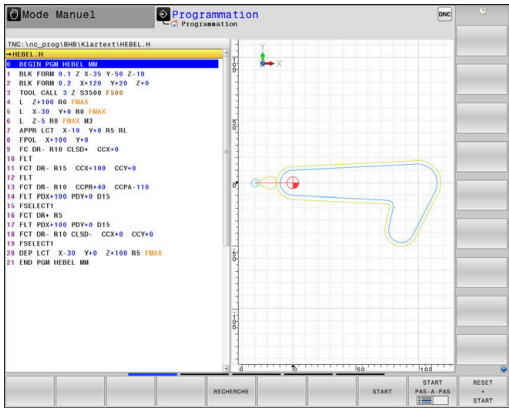 Mode Manuel
Programmation
Programmation
DNC
TNC:\nc_prog\BHB\Klartext\HEBEL.H
→HEBEL.H
0 BEGIN PGM HEBEL MM
1 BLK FORM 0.1 Z X-35 Y-50 Z-10
2 BLK FORM 0.2 X+120 Y+20 Z+0
3 TOOL CALL 3 Z S3500 F500
4 L Z+100 R0 FMAX
5 L X-30 Y+0 R0 FMAX
6 L Z-5 R0 FMAX M3
7 APPR LCT X-10 Y+0 R5 RL
8 FPOL X+100 Y+0
9 FC DR- R10 CLSD+ CCX+0
10 FLT
11 FCT DR- R15 CCX+100 CCY+0
12 FLT
13 FCT DR- R10 CCPR+40 CCPA-110
14 FLT PDX+100 PDY+0 D15
15 FSELECT1
16 FCT DR+ R5
17 FLT PDX+100 PDY+0 D15
18 FCT DR- R10 CLSD- CCX+0 CCY+0
19 FSELECT1
20 DEP LCT X-30 Y+0 Z+100 R5 FMAX
21 END PGM HEBEL MM
Y
X
0
50
100
RECHERCHE
START
START
PAS-A-PAS
RESET
+
START